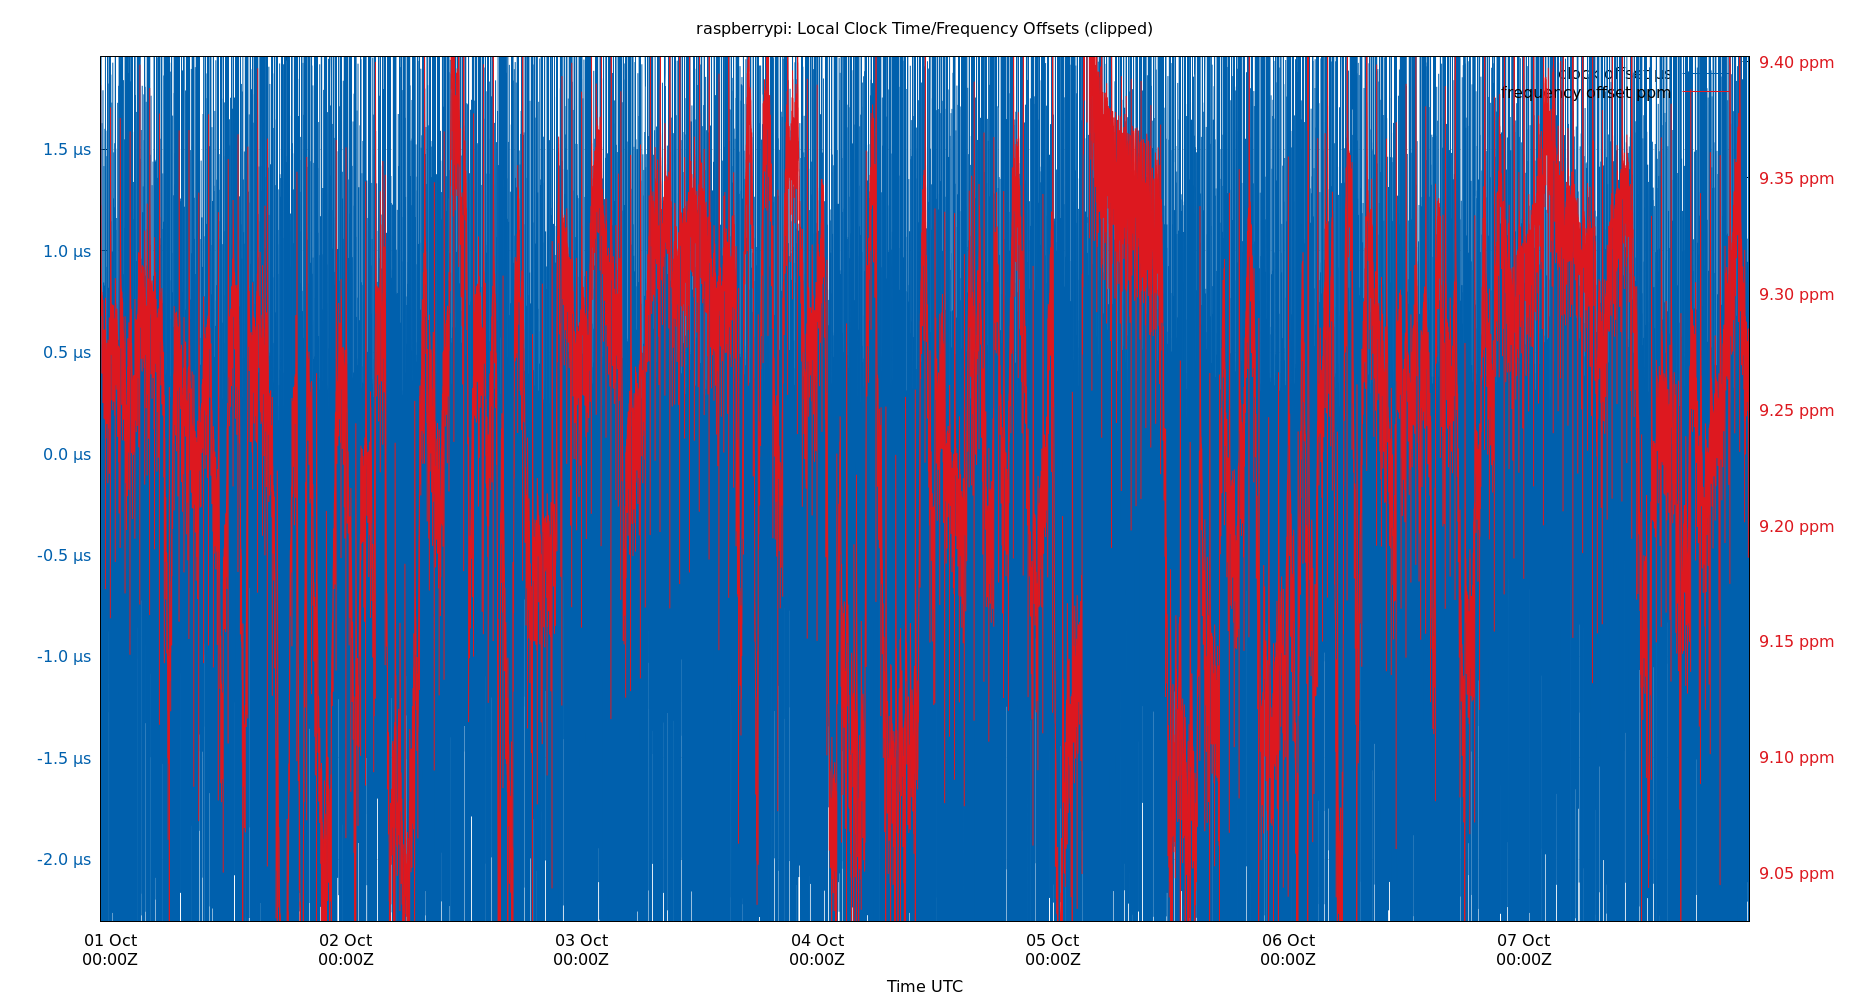 raspberrypi: Local Clock Time/Frequency Offsets (clipped)
clock offset µs
frequency offset ppm
1.5 µs
1.0 µs
0.5 µs
0.0 µs
-0.5 µs
-1.0 µs
-1.5 µs
-2.0 µs
9.40 ppm
9.35 ppm
9.30 ppm
9.25 ppm
9.20 ppm
9.15 ppm
9.10 ppm
9.05 ppm
01 Oct 02 Oct 03 Oct 04 Oct 05 Oct 06 Oct 07 Oct
00:00Z 00:00Z 00:00Z 00:00Z 00:00Z 00:00Z 00:00Z
Time UTC